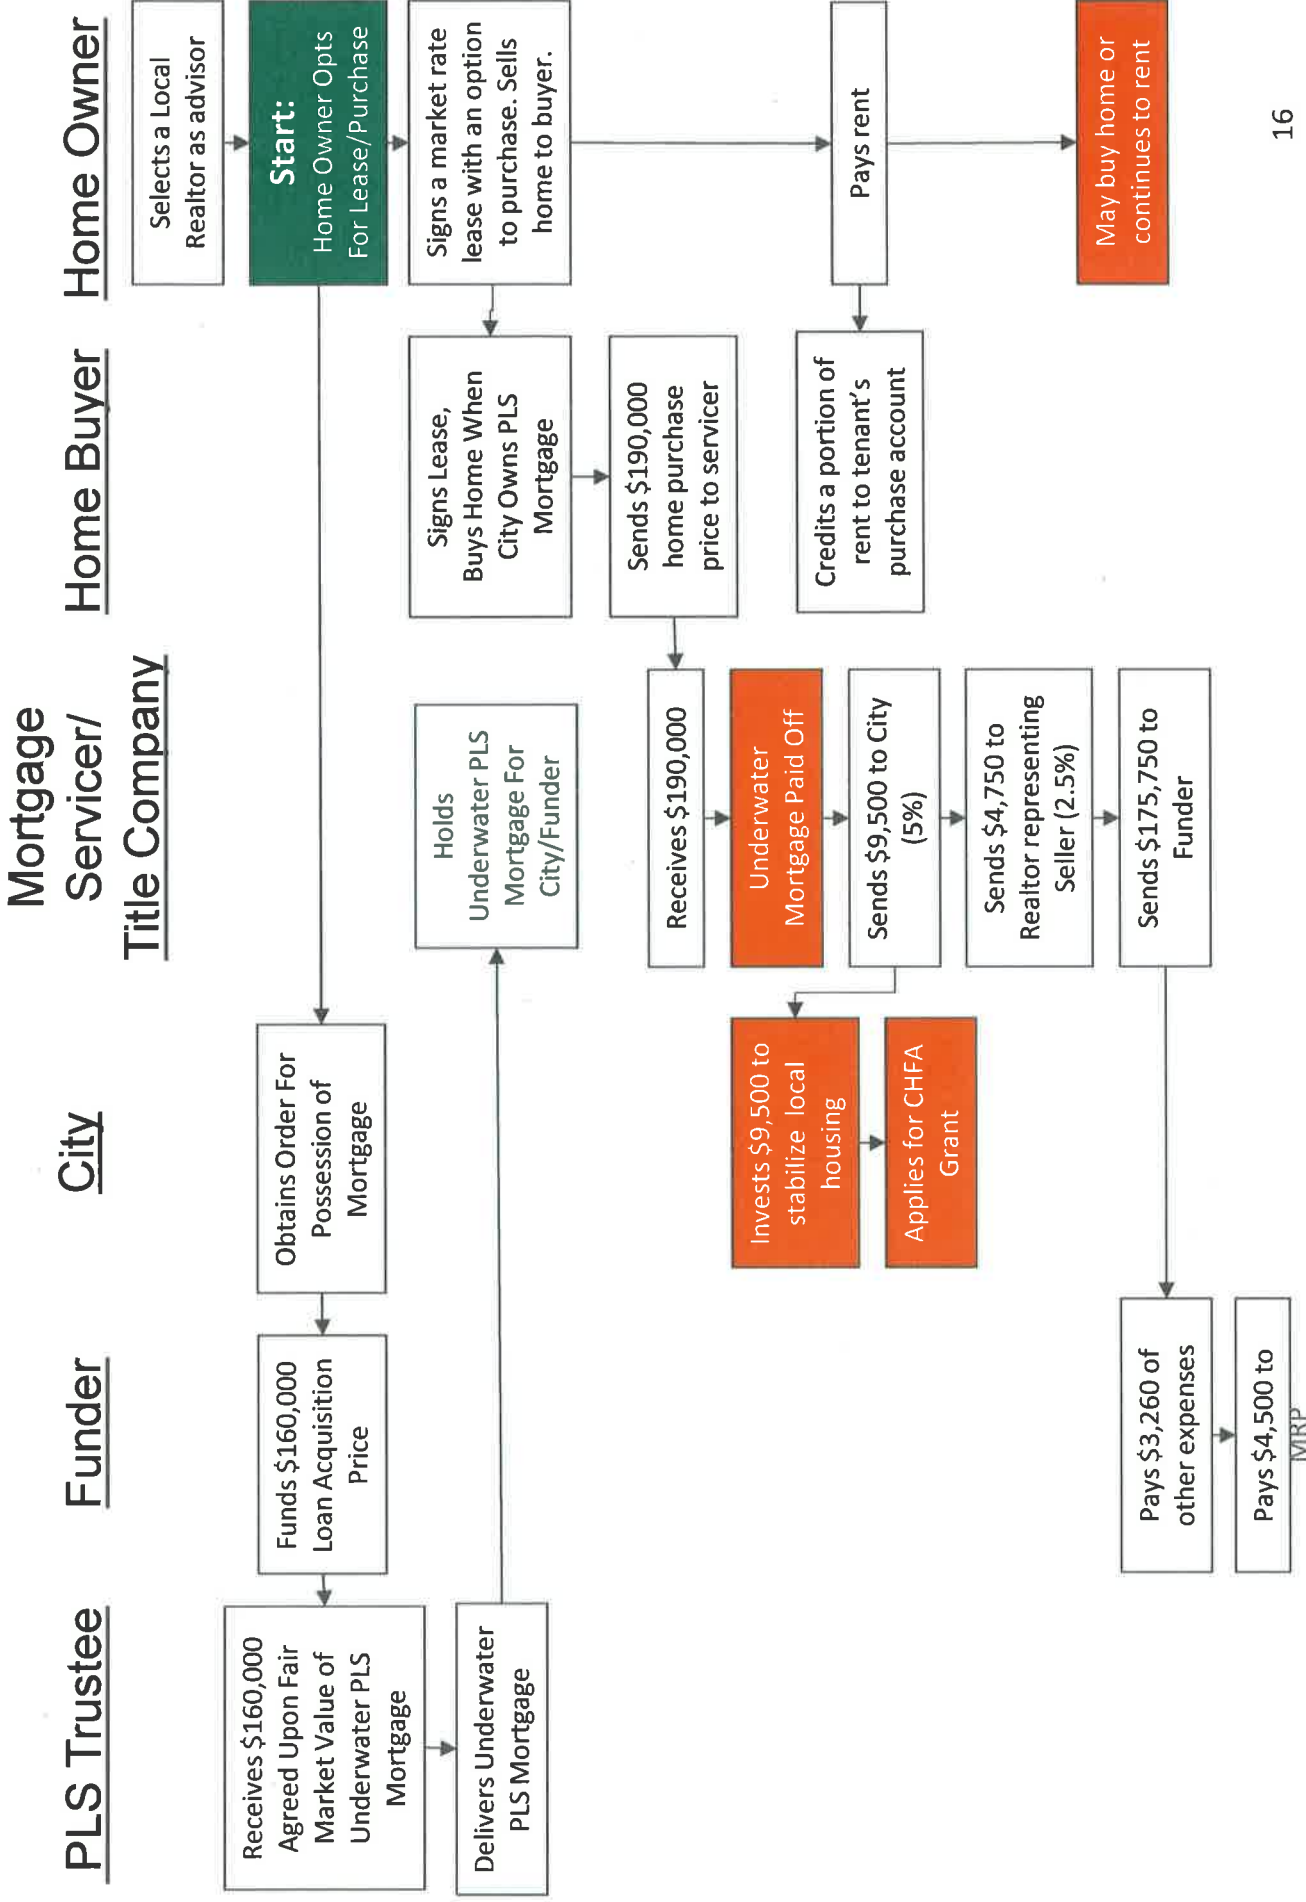 PLS Trustee
Funder
City
Mortgage
Servicer/
Title Company
Home Buyer
Home Owner
Selects a Local
Realtor as advisor
Start:
Home Owner Opts
For Lease/Purchase
Obtains Order For
Possession of
Mortgage
Funds $160,000
Loan Acquisition
Price
Receives $160,000
Agreed Upon Fair
Market Value of
Underwater PLS
Mortgage
Delivers Underwater
PLS Mortgage
Holds
Underwater PLS
Mortgage For
City/Funder
Signs a market rate
lease with an option
to purchase. Sells
home to buyer.
Signs Lease,
Buys Home When
City Owns PLS
Mortgage
Sends $190,000
home purchase
price to servicer
Receives $190,000
Underwater
Mortgage Paid Off
Sends $9,500 to City
(5%)
Invests $9,500 to
stabilize local
housing
Applies for CHFA
Grant
Sends $4,750 to
Realtor representing
Seller (2.5%)
Sends $175,750 to
Funder
Pays $3,260 of
other expenses
Pays $4,500 to
MRP
Pays rent
Credits a portion of
rent to tenant's
purchase account
May buy home or
continues to rent
16